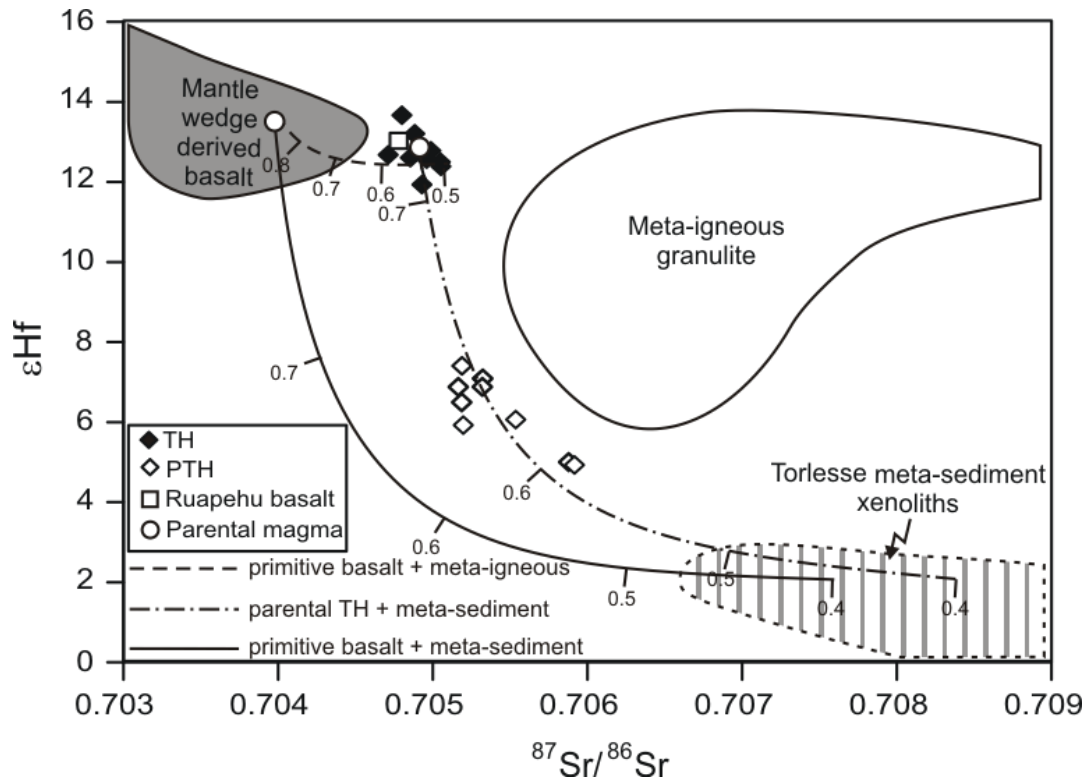 16
14
12
10
8
6
4
2
0
εHf
Mantle
wedge
derived
basalt
0.8
0.7
0.6
0.5
0.7
Meta-igneous
granulite
0.7
0.6
0.6
0.5
0.5
0.4
0.4
Torlesse meta-sediment
xenoliths
TH
PTH
Ruapehu basalt
Parental magma
primitive basalt + meta-igneous
parental TH + meta-sediment
primitive basalt + meta-sediment
0.703 0.704 0.705 0.706 0.707 0.708 0.709
⁸⁷Sr/⁸⁶Sr